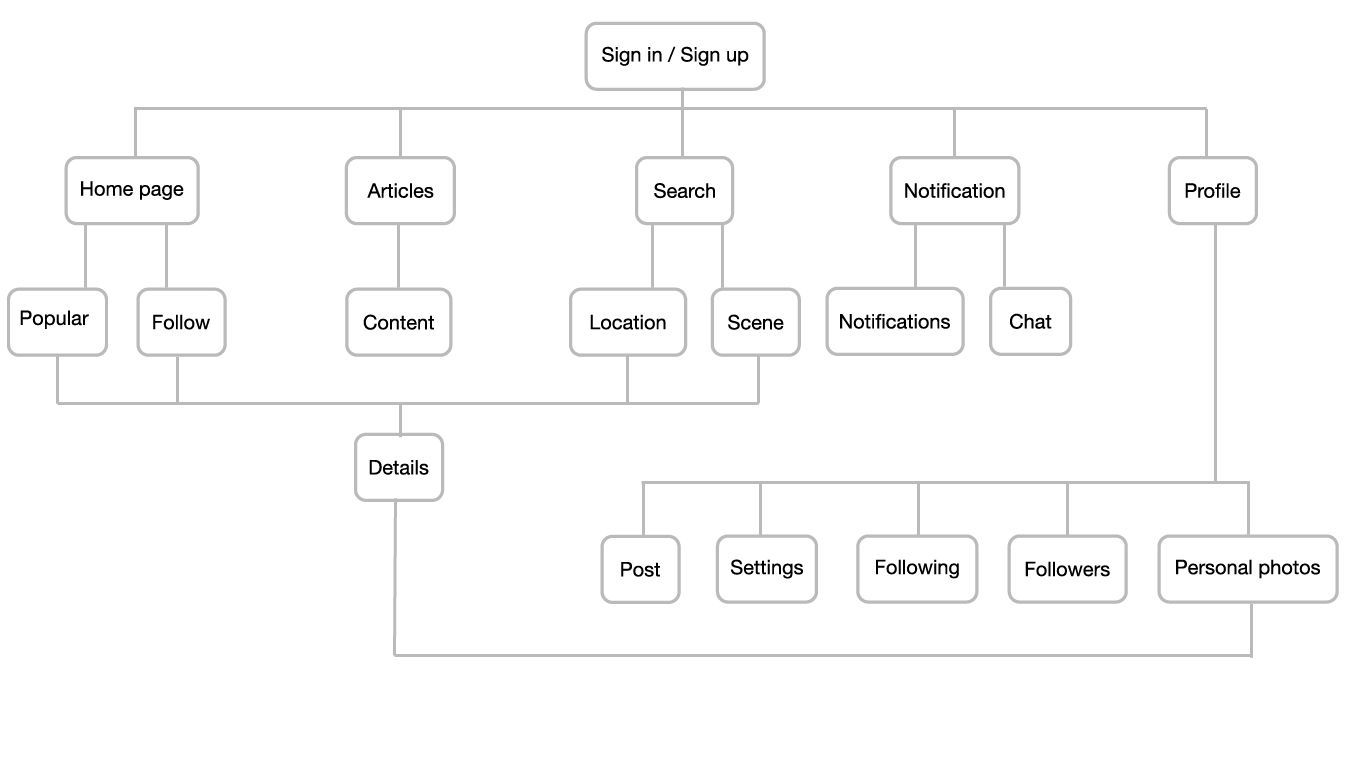 Sign in / Sign up
Home page
Articles
Search
Notification
Profile
Popular
Follow
Content
Location
Scene
Notifications
Chat
Details
Post
Settings
Following
Followers
Personal photos